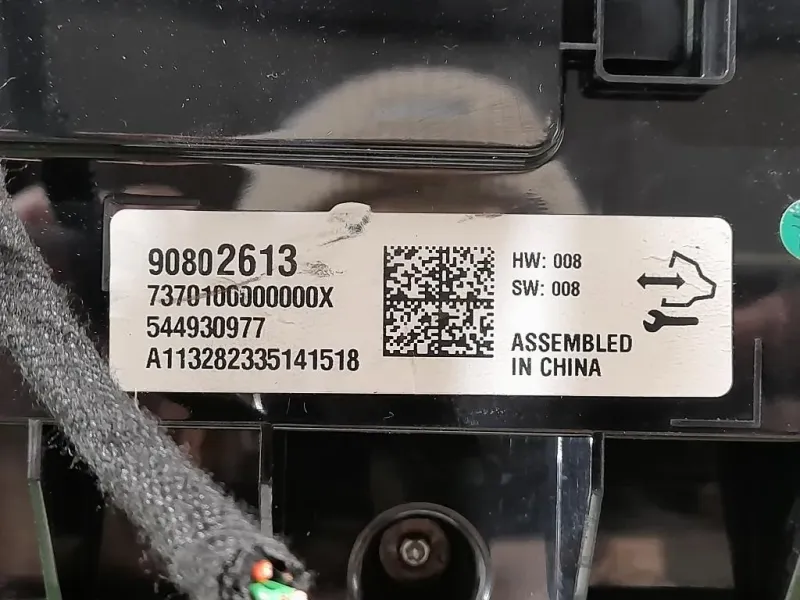 90802613
7370100000000X
544930977
A113282335141518
HW: 008
SW: 008
ASSEMBLED
IN CHINA